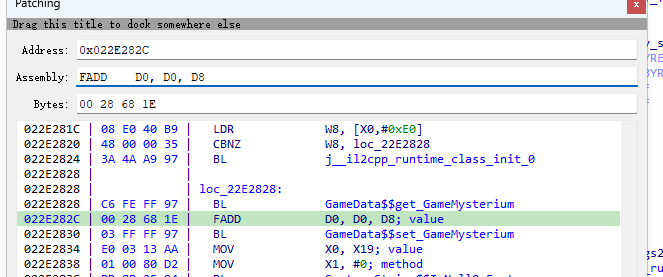 Patching x
Drag this title to dock somewhere else
Address: 0x022E282C
Assembly: FADD D0, D0, D8
Bytes: 00 28 68 1E
022E281C | 08 E0 40 B9 | LDR W8, [X0,#0xE0]
022E2820 | 48 00 00 35 | CBNZ W8, loc_22E2828
022E2824 | 3A 4A A9 97 | BL j__il2cpp_runtime_class_init_0
022E2828 | |
022E2828 | | loc_22E2828:
022E2828 | C6 FE FF 97 | BL GameData$$get_GameMysterium
022E282C | 00 28 68 1E | FADD D0, D0, D8; value
022E2830 | 03 FF FF 97 | BL GameData$$set_GameMysterium
022E2834 | E0 03 13 AA | MOV X0, X19; value
022E2838 | 01 00 80 D2 | MOV X1, #0; method